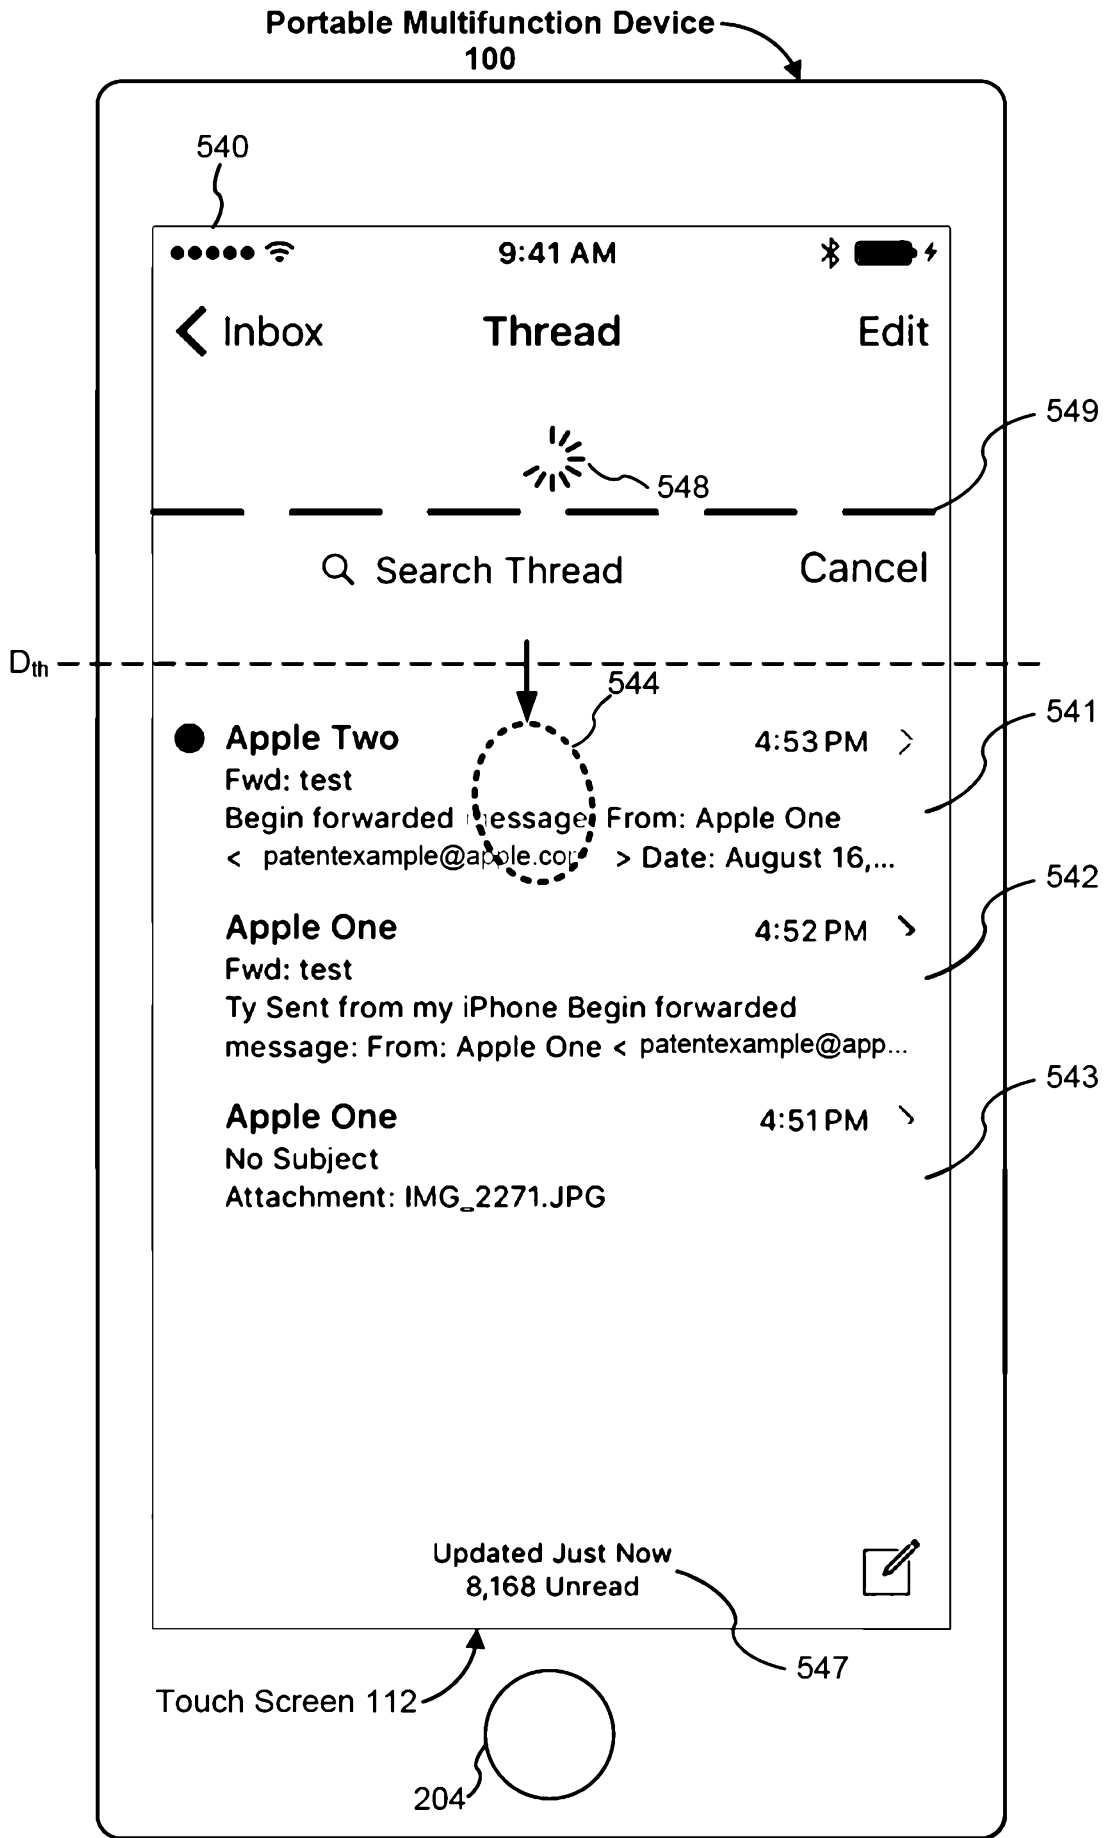 Portable Multifunction Device
100
540
9:41 AM
Inbox Thread Edit
549
548
Search Thread Cancel
Dth
544
541
Apple Two 4:53 PM
Fwd: test
Begin forwarded message From: Apple One
< patentexample@apple.com > Date: August 16,...
542
Apple One 4:52 PM
Fwd: test
Ty Sent from my iPhone Begin forwarded
message: From: Apple One < patentexample@app...
543
Apple One 4:51 PM
No Subject
Attachment: IMG_2271.JPG
Updated Just Now
8,168 Unread
547
Touch Screen 112
204